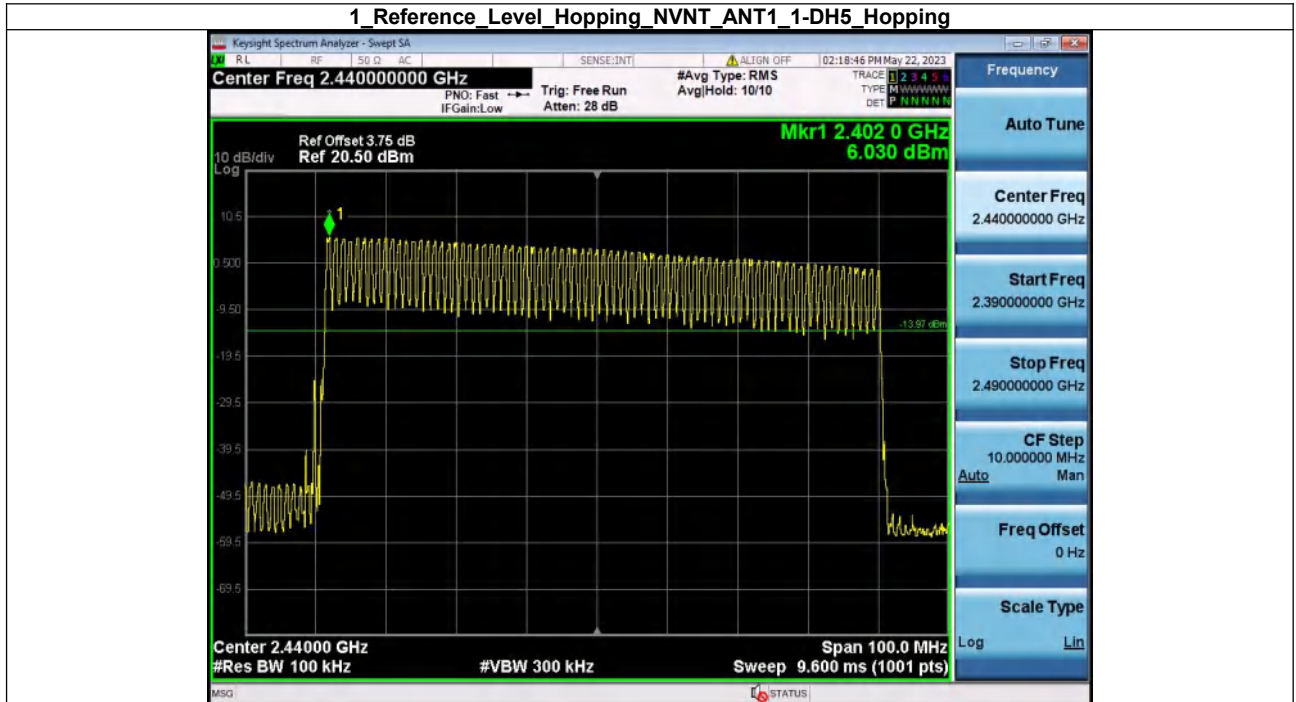 1_Reference_Level_Hopping_NVNT_ANT1_1-DH5_Hopping
Keysight Spectrum Analyzer - Swept SA
RL RF 50 Ω AC SENSE:INT ALIGN OFF 02:18:46 PM May 22, 2023
Center Freq 2.440000000 GHz
PNO: Fast
IFGain:Low
Trig: Free Run
Atten: 28 dB
#Avg Type: RMS
Avg|Hold: 10/10
TRACE 1 2 3 4 5 6
TYPE MWWWWW
DET P N N N N N
Ref Offset 3.75 dB
10 dB/div Ref 20.50 dBm
Log
Mkr1 2.402 0 GHz
6.030 dBm
1
10.5
0.500
-9.50
-13.97 dBm
-19.5
-29.5
-39.5
-49.5
-59.5
-69.5
Center 2.44000 GHz Span 100.0 MHz
#Res BW 100 kHz #VBW 300 kHz Sweep 9.600 ms (1001 pts)
MSG STATUS
Frequency
Auto Tune
Center Freq
2.440000000 GHz
Start Freq
2.390000000 GHz
Stop Freq
2.490000000 GHz
CF Step
10.000000 MHz
Auto Man
Freq Offset
0 Hz
Scale Type
Log Lin